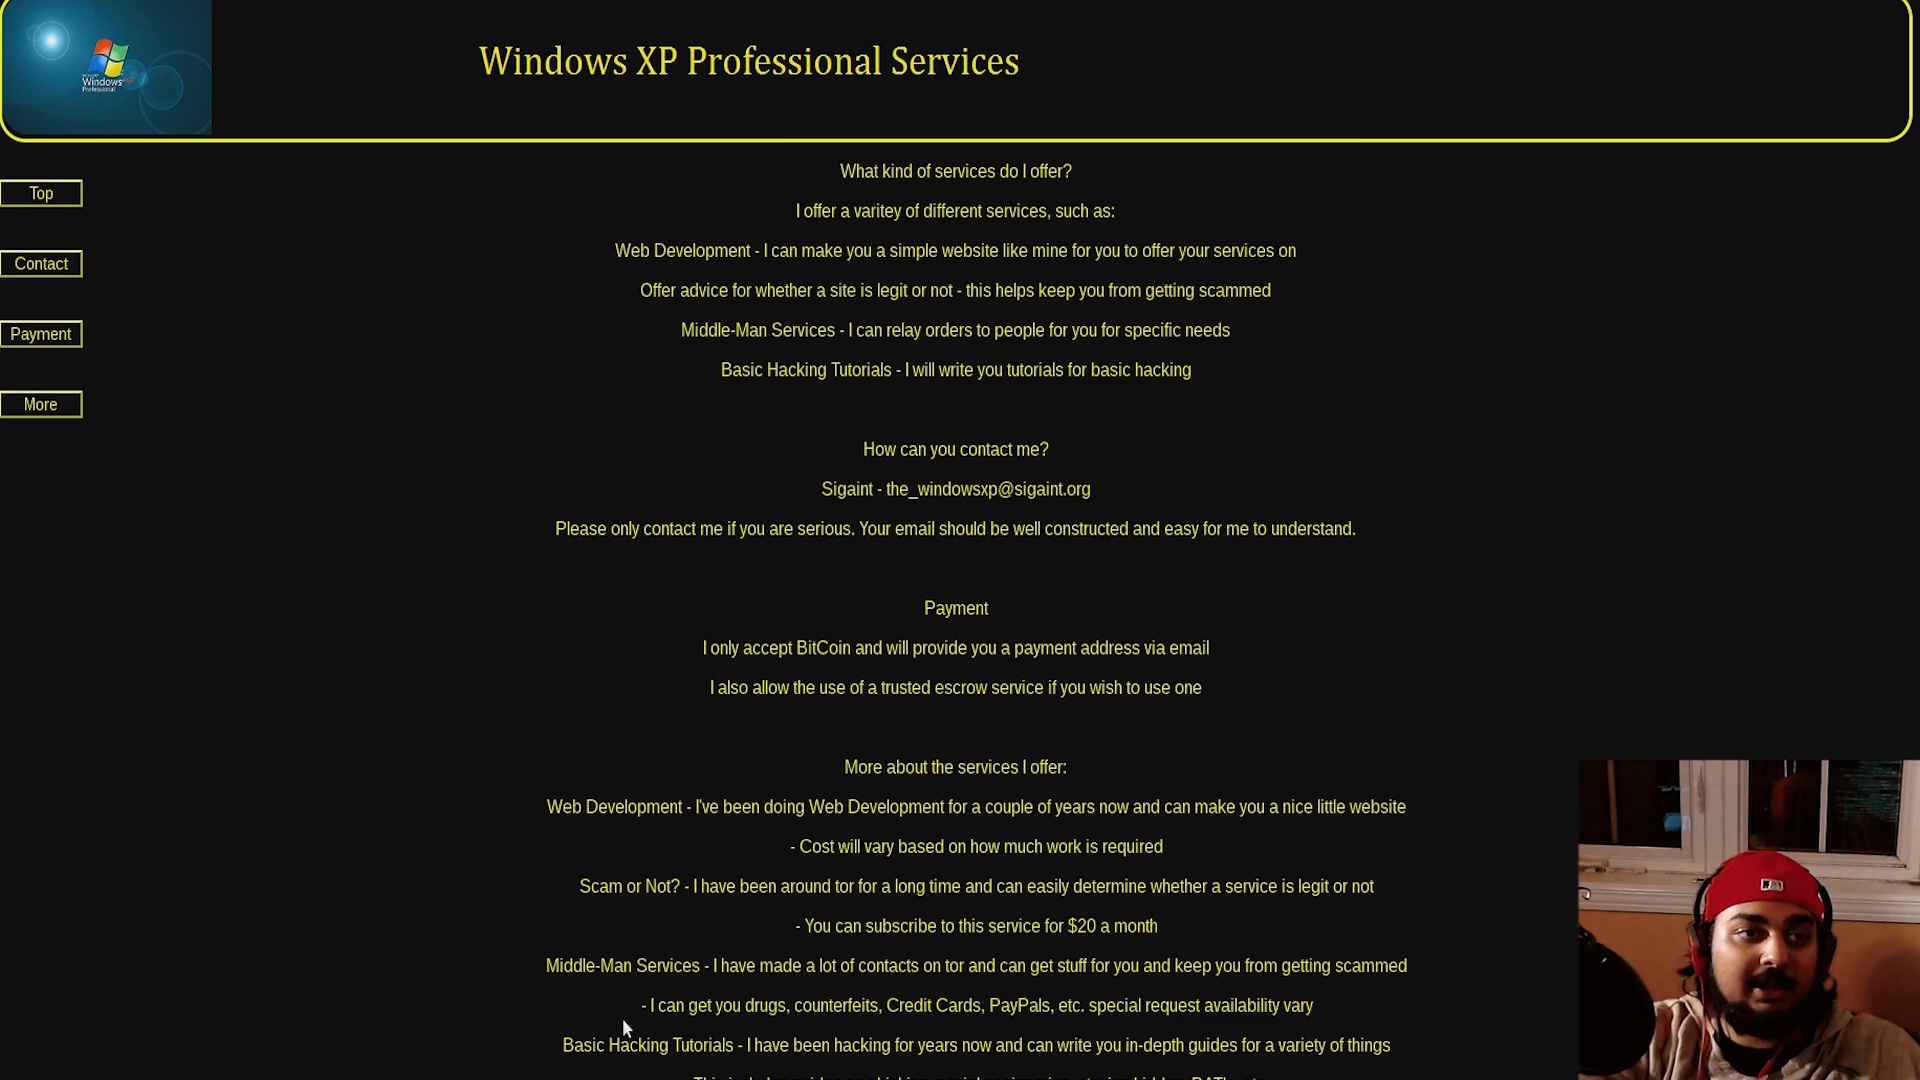 Windows XP Professional Services
Windows xp
Professional
What kind of services do I offer?
Top
I offer a varitey of different services, such as:
Web Development - I can make you a simple website like mine for you to offer your services on
Contact
Offer advice for whether a site is legit or not - this helps keep you from getting scammed
Middle-Man Services - I can relay orders to people for you for specific needs
Payment
Basic Hacking Tutorials - I will write you tutorials for basic hacking
More
How can you contact me?
Sigaint - the_windowsxp@sigaint.org
Please only contact me if you are serious. Your email should be well constructed and easy for me to understand.
Payment
I only accept BitCoin and will provide you a payment address via email
I also allow the use of a trusted escrow service if you wish to use one
More about the services I offer:
Web Development - I've been doing Web Development for a couple of years now and can make you a nice little website
- Cost will vary based on how much work is required
Scam or Not? - I have been around tor for a long time and can easily determine whether a service is legit or not
- You can subscribe to this service for $20 a month
Middle-Man Services - I have made a lot of contacts on tor and can get stuff for you and keep you from getting scammed
- I can get you drugs, counterfeits, Credit Cards, PayPals, etc. special request availability vary
Basic Hacking Tutorials - I have been hacking for years now and can write you in-depth guides for a variety of things